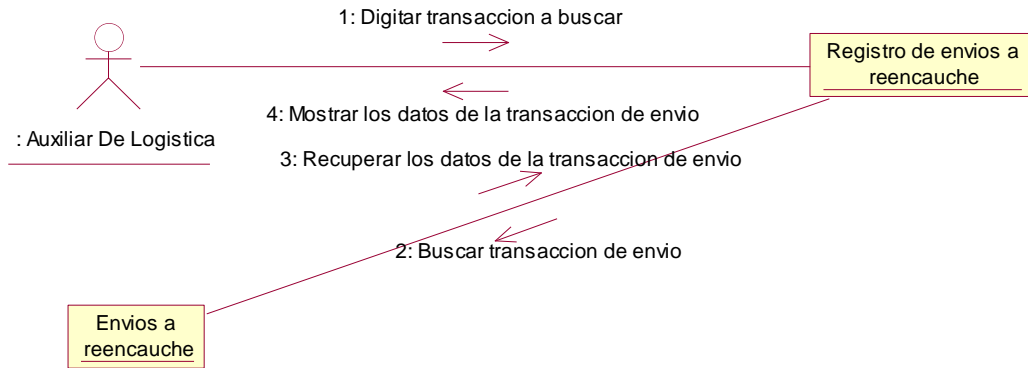 1: Digitar transaccion a buscar
Registro de envios a
reencauche
4: Mostrar los datos de la transaccion de envio
: Auxiliar De Logistica
3: Recuperar los datos de la transaccion de envio
2: Buscar transaccion de envio
Envios a
reencauche